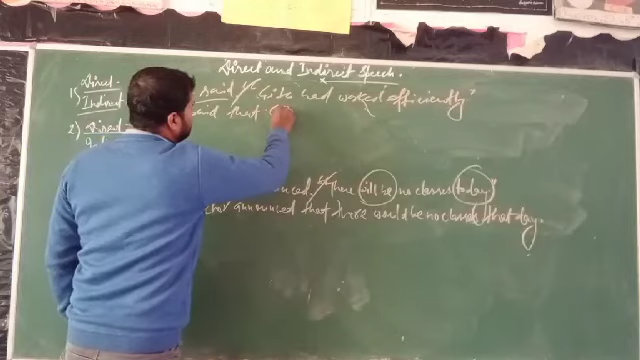 Direct and Indirect Speech.
1) Direct- said " Girls had worked efficiently"
Indirect said that
2) Direct
"There will be no classes today"
announced that there would be no classes that day.